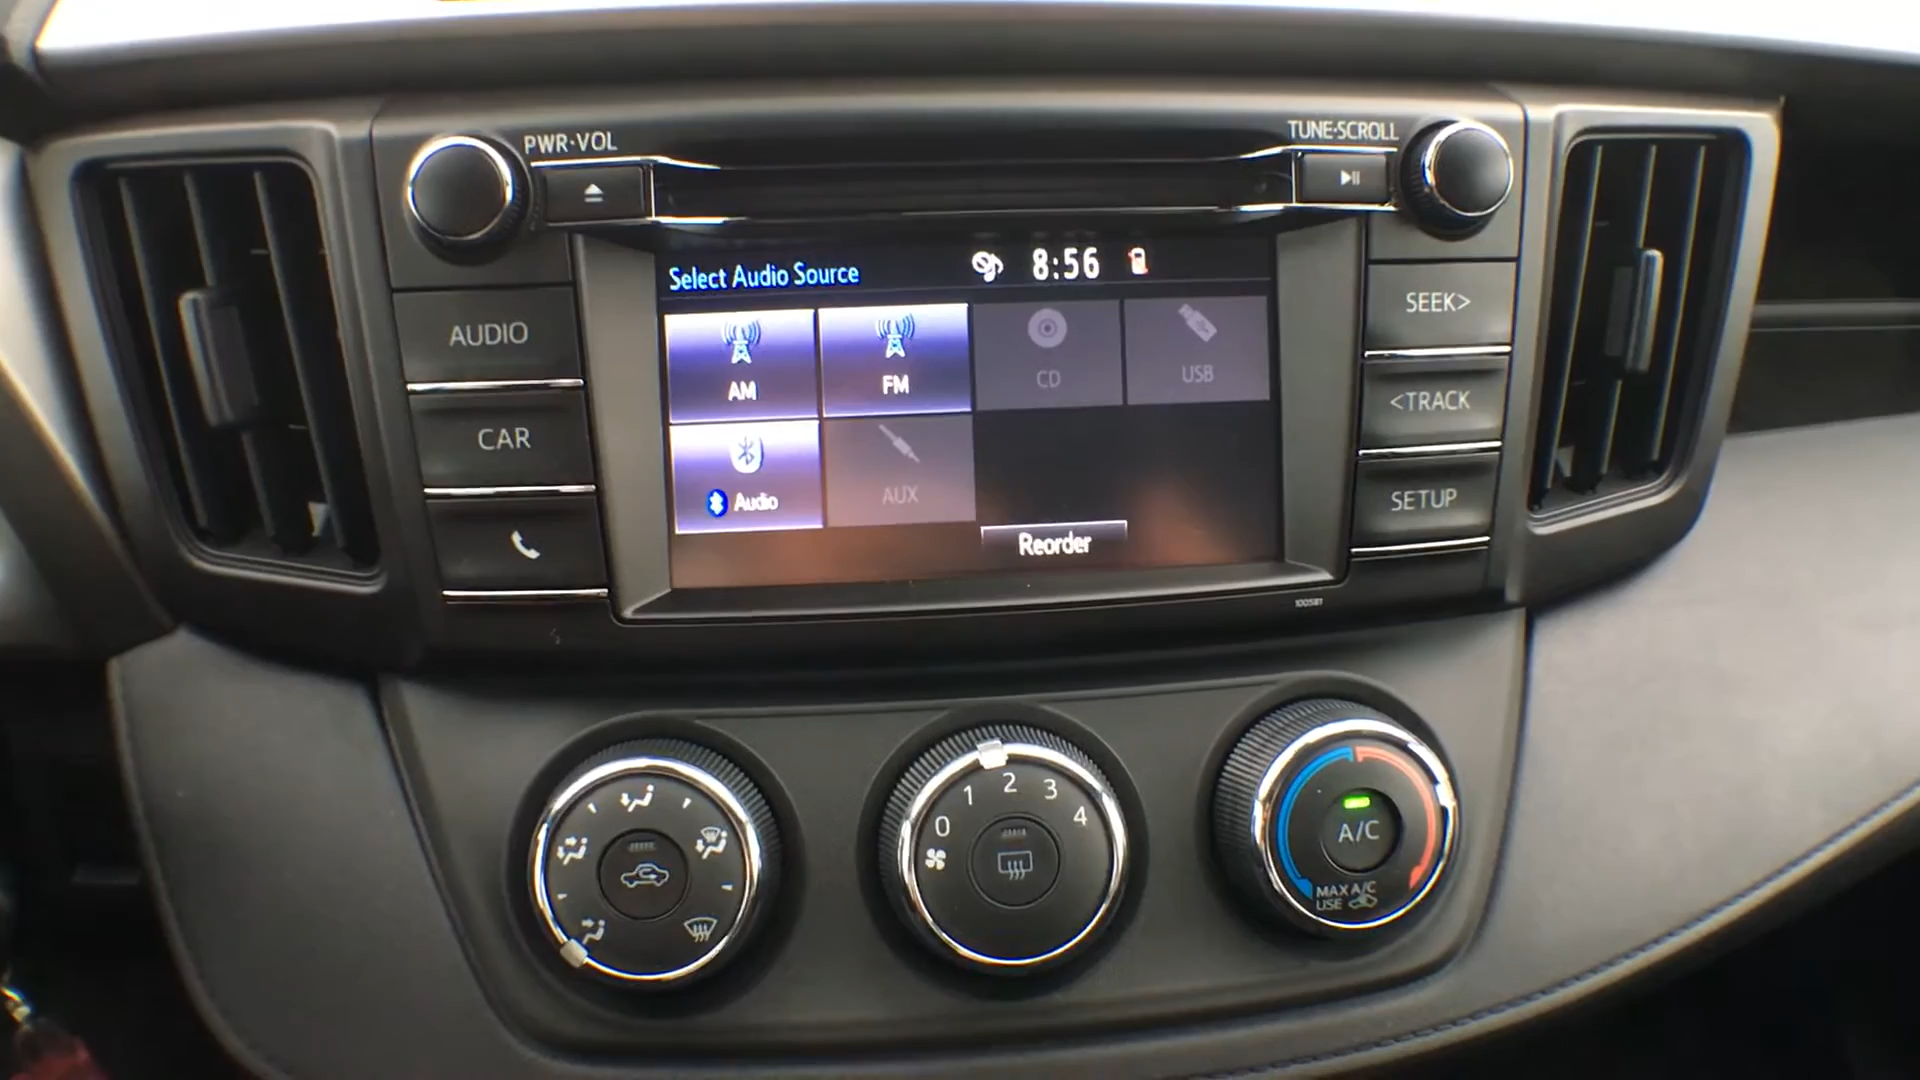 PWR·VOL
TUNE·SCROLL
Select Audio Source
8:56
AUDIO
CAR
AM
FM
CD
USB
Audio
AUX
Reorder
SEEK>
<TRACK
SETUP
100581
0
1
2
3
4
A/C
MAX A/C
USE